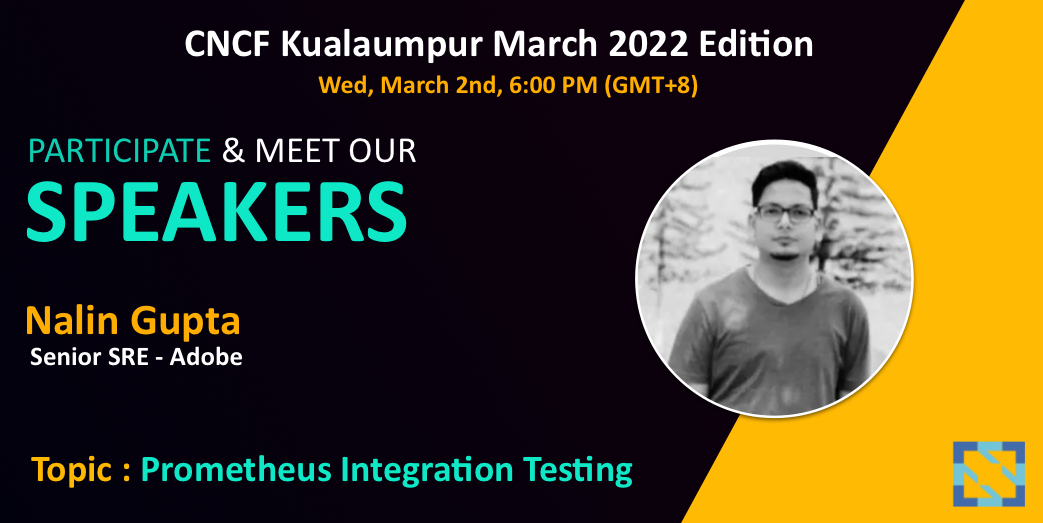 CNCF Kualaumpur March 2022 Edition
Wed, March 2nd, 6:00 PM (GMT+8)
PARTICIPATE & MEET OUR
SPEAKERS
Nalin Gupta
Senior SRE - Adobe
Topic : Prometheus Integration Testing